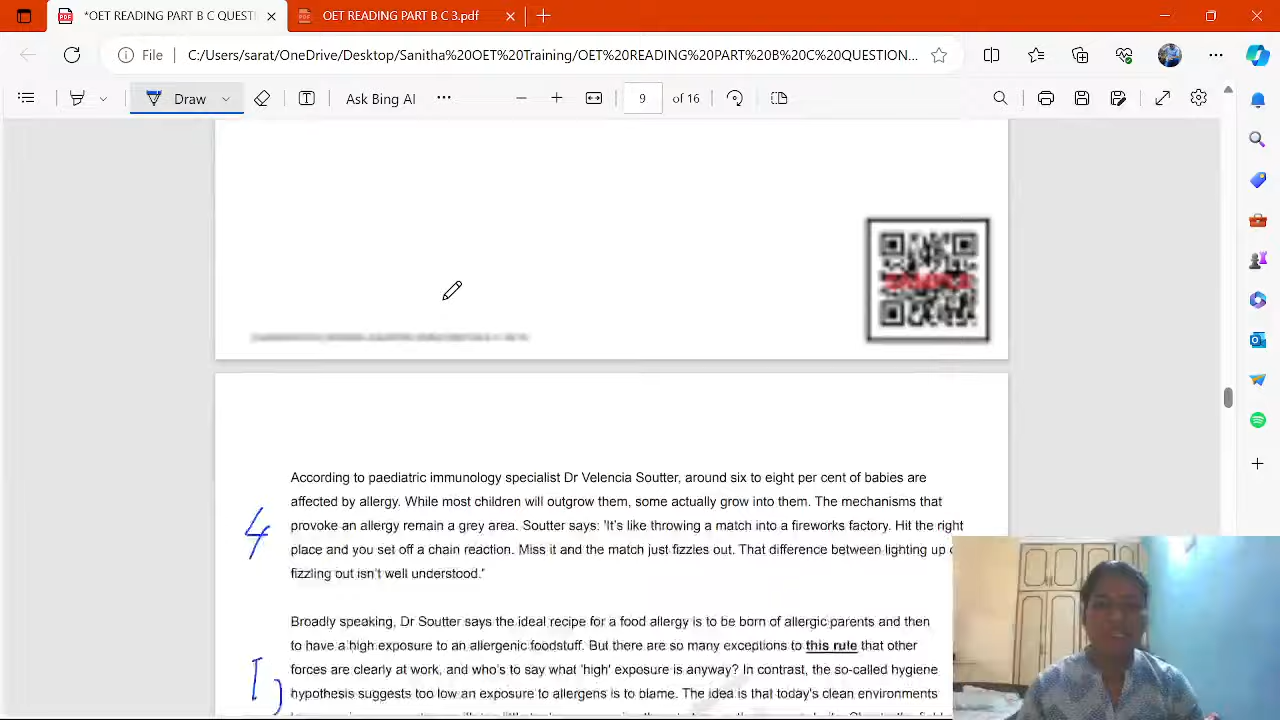 *OET READING PART B C QUESTI
OET READING PART B C 3.pdf
File
C:/Users/sarat/OneDrive/Desktop/Sanitha%20OET%20Training/OET%20READING%20PART%20B%20C%20QUESTION...
Draw
Ask Bing AI
9 of 16
SAMPLE
According to paediatric immunology specialist Dr Velencia Soutter, around six to eight per cent of babies are
affected by allergy. While most children will outgrow them, some actually grow into them. The mechanisms that
4
provoke an allergy remain a grey area. Soutter says: 'It's like throwing a match into a fireworks factory. Hit the right
place and you set off a chain reaction. Miss it and the match just fizzles out. That difference between lighting up
fizzling out isn't well understood."
Broadly speaking, Dr Soutter says the ideal recipe for a food allergy is to be born of allergic parents and then
to have a high exposure to an allergenic foodstuff. But there are so many exceptions to this rule that other
forces are clearly at work, and who's to say what 'high' exposure is anyway? In contrast, the so-called hygiene
hypothesis suggests too low an exposure to allergens is to blame. The idea is that today's clean environments